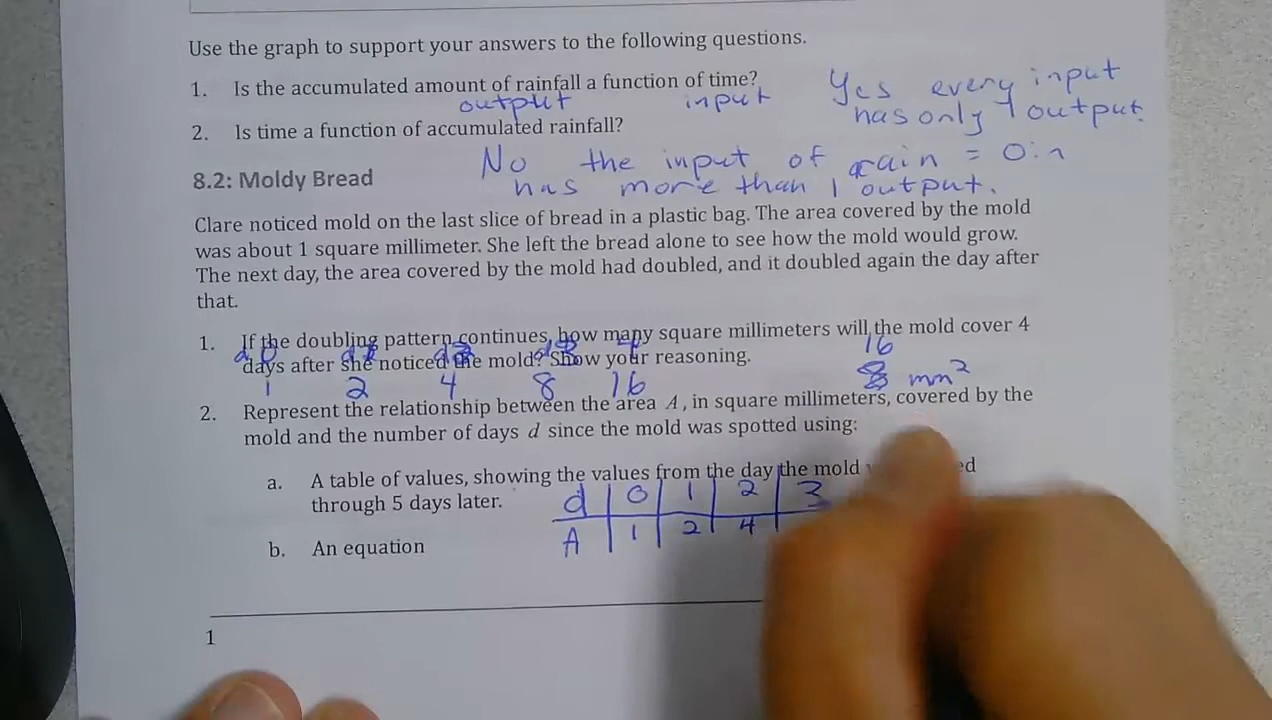 Use the graph to support your answers to the following questions.
1. Is the accumulated amount of rainfall a function of time?
output input
Yes every input
has only 1 output.
2. Is time a function of accumulated rainfall?
No the input of rain = 0in
has more than 1 output.
8.2: Moldy Bread
Clare noticed mold on the last slice of bread in a plastic bag. The area covered by the mold
was about 1 square millimeter. She left the bread alone to see how the mold would grow.
The next day, the area covered by the mold had doubled, and it doubled again the day after
that.
1. If the doubling pattern continues, how many square millimeters will the mold cover 4
days after she noticed the mold? Show your reasoning.
16
1 2 4 8 16 mm²
2. Represent the relationship between the area A, in square millimeters, covered by the
mold and the number of days d since the mold was spotted using:
a. A table of values, showing the values from the day the mold
through 5 days later.
d 0 1 2 3
A 1 2 4
b. An equation
1